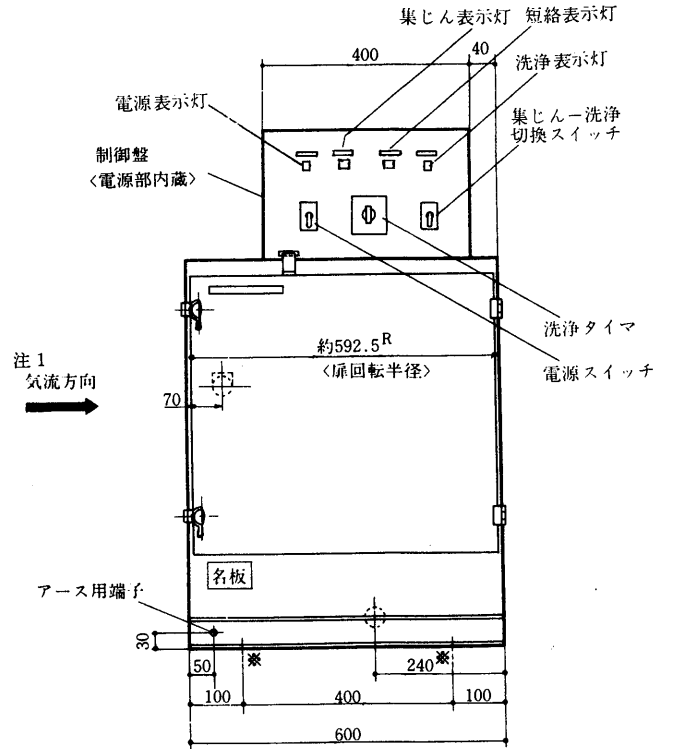 集じん表示灯 短絡表示灯
400 40
洗浄表示灯
電源表示灯
集じん－洗浄
切換スイッチ
制御盤
〈電源部内蔵〉
洗浄タイマ
約592.5R
〈扉回転半径〉
電源スイッチ
注1
気流方向
70
名板
アース用端子
30
※ ※
50 240
100 400 100
600